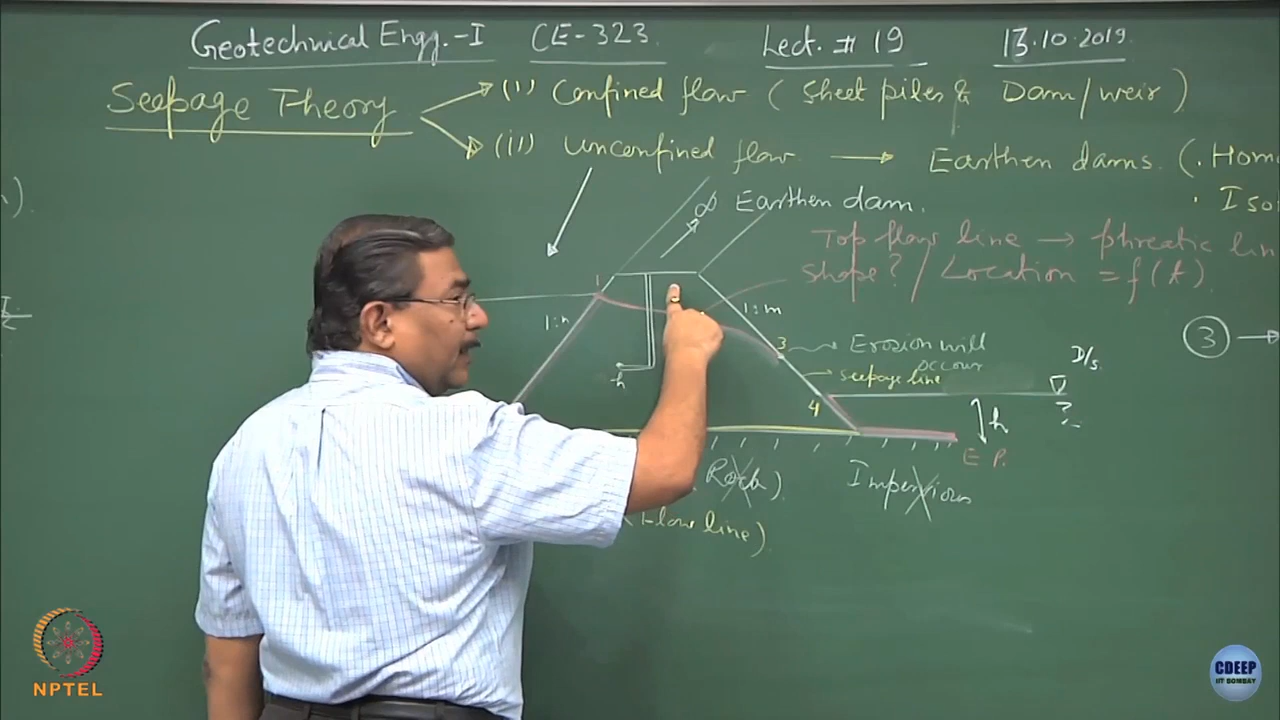 Geotechnical Engg.-I CE-323. Lect. # 19 13.10.2019.
Seepage Theory
(i) Confined flow (Sheet piles & Dam/weir)
(ii) Unconfined flow. → Earthen dams. (. Hom
. Iso
∞ Earthen dam.
Top flow line → phreatic lin
shape? / Location = f(k).
1
1:n
1:m
3
Erosion will
occur
seepage line
4
h
D/s.
?
h
3 →
E P.
Rock).
Impervious
(Flow line)
NPTEL
CDEEP
IIT BOMBAY